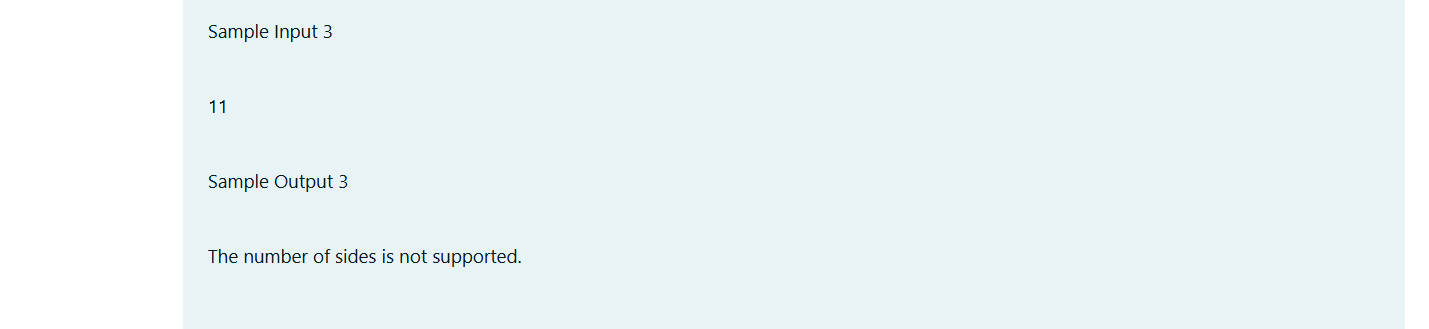 Sample Input 3
11
Sample Output 3
The number of sides is not supported.